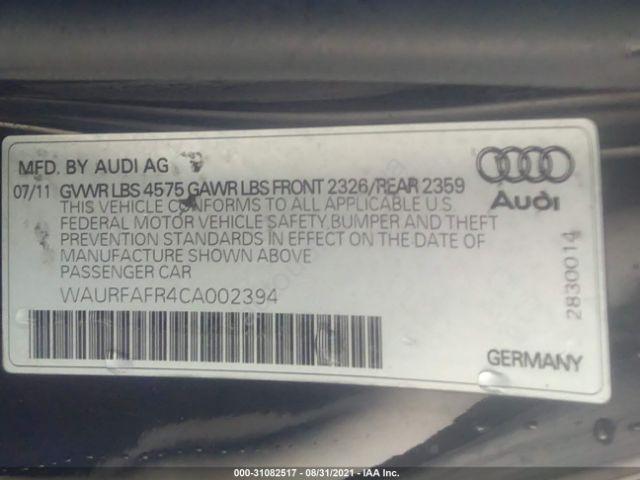 MFD. BY AUDI AG
07/11 GVWR LBS 4575 GAWR LBS FRONT 2326/REAR 2359
THIS VEHICLE CONFORMS TO ALL APPLICABLE U.S.
FEDERAL MOTOR VEHICLE SAFETY, BUMPER AND THEFT
PREVENTION STANDARDS IN EFFECT ON THE DATE OF
MANUFACTURE SHOWN ABOVE
PASSENGER CAR
WAURFAFR4CA002394
Audi
2830014
GERMANY
000-31082517 - 08/31/2021 - IAAI Inc.